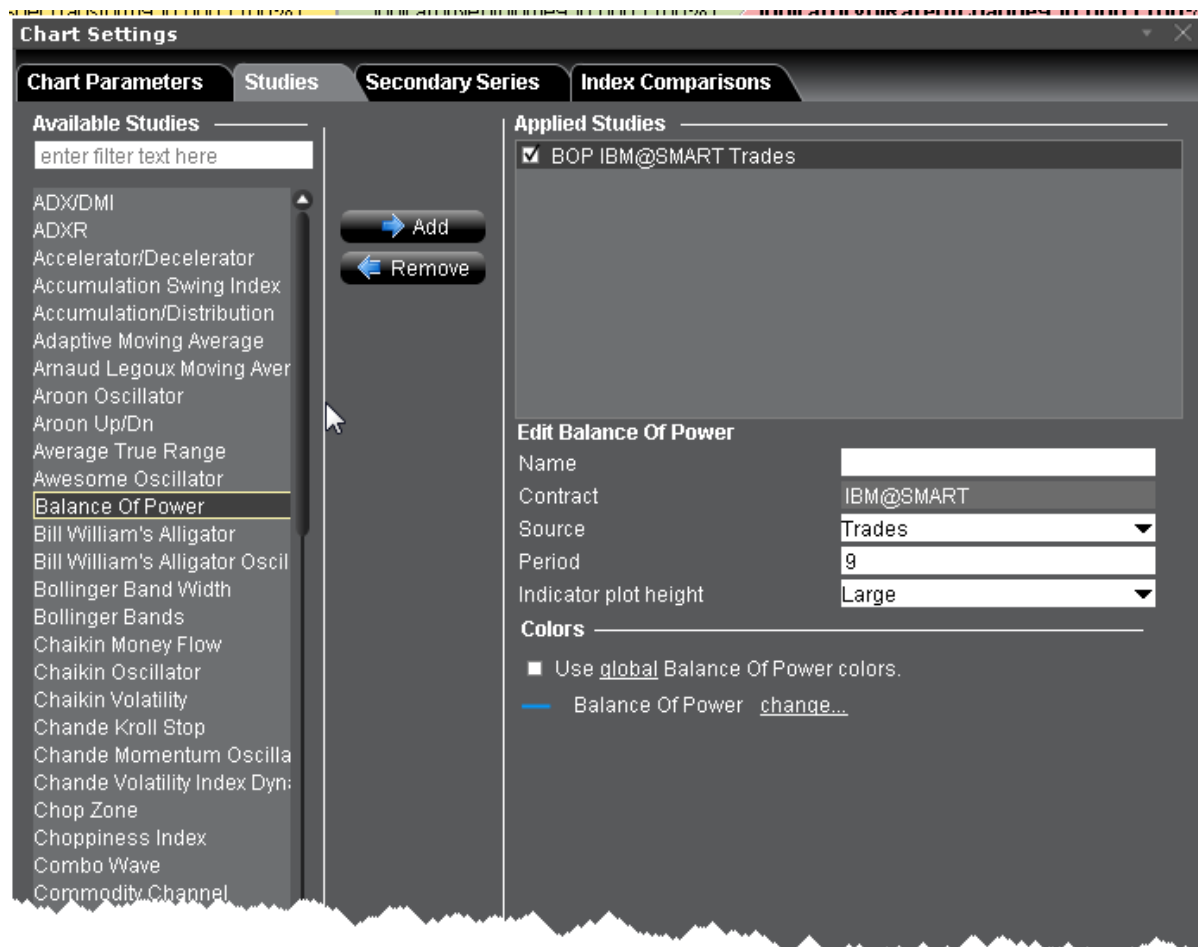 Chart Settings
Chart Parameters
Studies
Secondary Series
Index Comparisons
Available Studies
enter filter text here
ADX/DMI
ADXR
Accelerator/Decelerator
Accumulation Swing Index
Accumulation/Distribution
Adaptive Moving Average
Arnaud Legoux Moving Aver
Aroon Oscillator
Aroon Up/Dn
Average True Range
Awesome Oscillator
Balance Of Power
Bill William's Alligator
Bill William's Alligator Oscil
Bollinger Band Width
Bollinger Bands
Chaikin Money Flow
Chaikin Oscillator
Chaikin Volatility
Chande Kroll Stop
Chande Momentum Oscilla
Chande Volatility Index Dyn
Chop Zone
Choppiness Index
Combo Wave
Commodity Channel
Add
Remove
Applied Studies
BOP IBM@SMART Trades
Edit Balance Of Power
Name
Contract IBM@SMART
Source Trades
Period 9
Indicator plot height Large
Colors
Use global Balance Of Power colors.
Balance Of Power change...